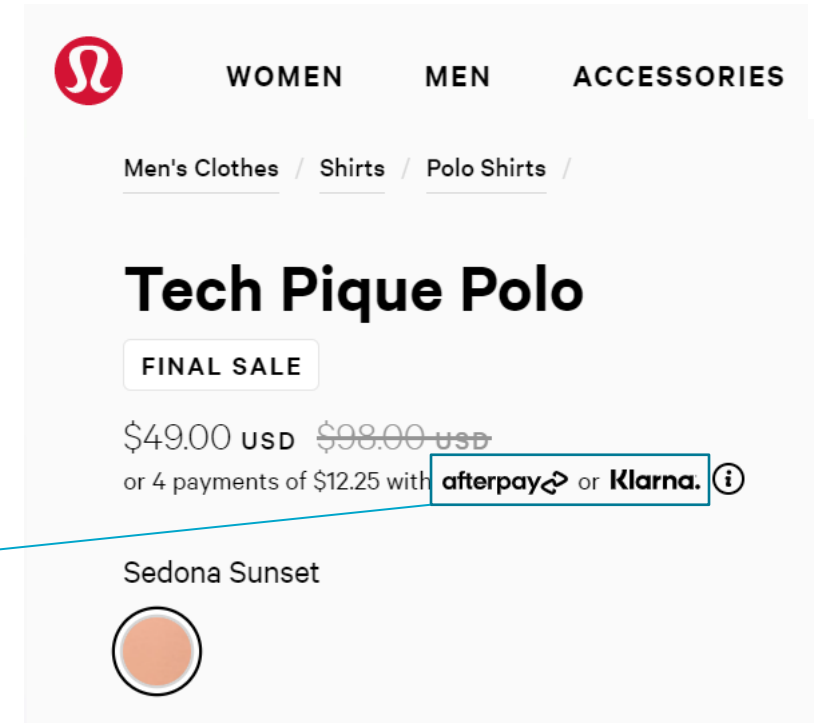 WOMEN MEN ACCESSORIES
Men's Clothes / Shirts / Polo Shirts /
Tech Pique Polo
FINAL SALE
$49.00 USD $98.00 USD
or 4 payments of $12.25 with afterpay or Klarna.
Sedona Sunset